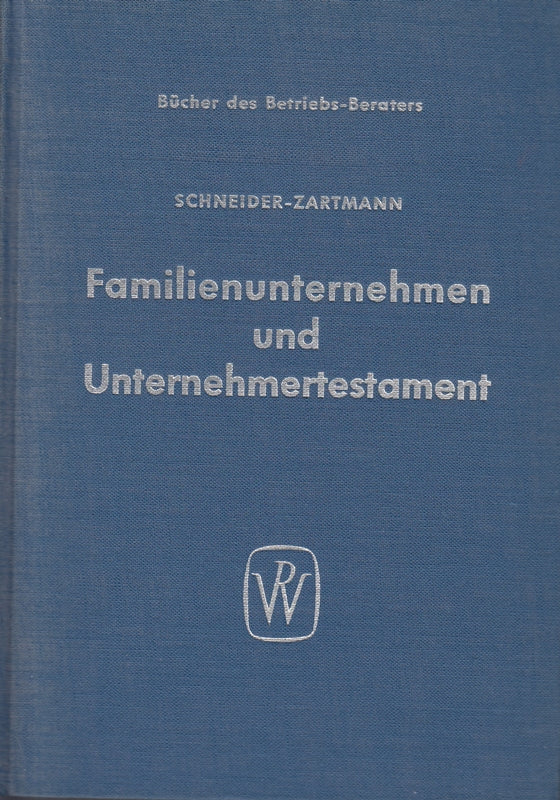 Bücher des Betriebs-Beraters
SCHNEIDER-ZARTMANN
Familienunternehmen
und
Unternehmertestament
RW